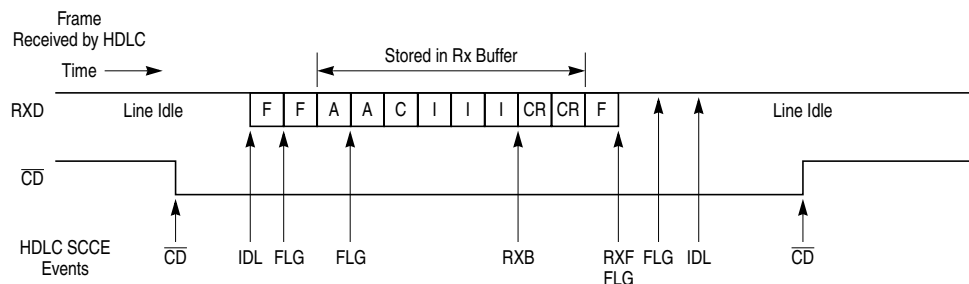 Frame
Received by HDLC
Stored in Rx Buffer
Time
RXD
Line Idle
F F A A C I I I CR CR F
Line Idle
CD
HDLC SCCE
Events
CD
IDL FLG FLG RXB RXF FLG IDL
FLG
CD